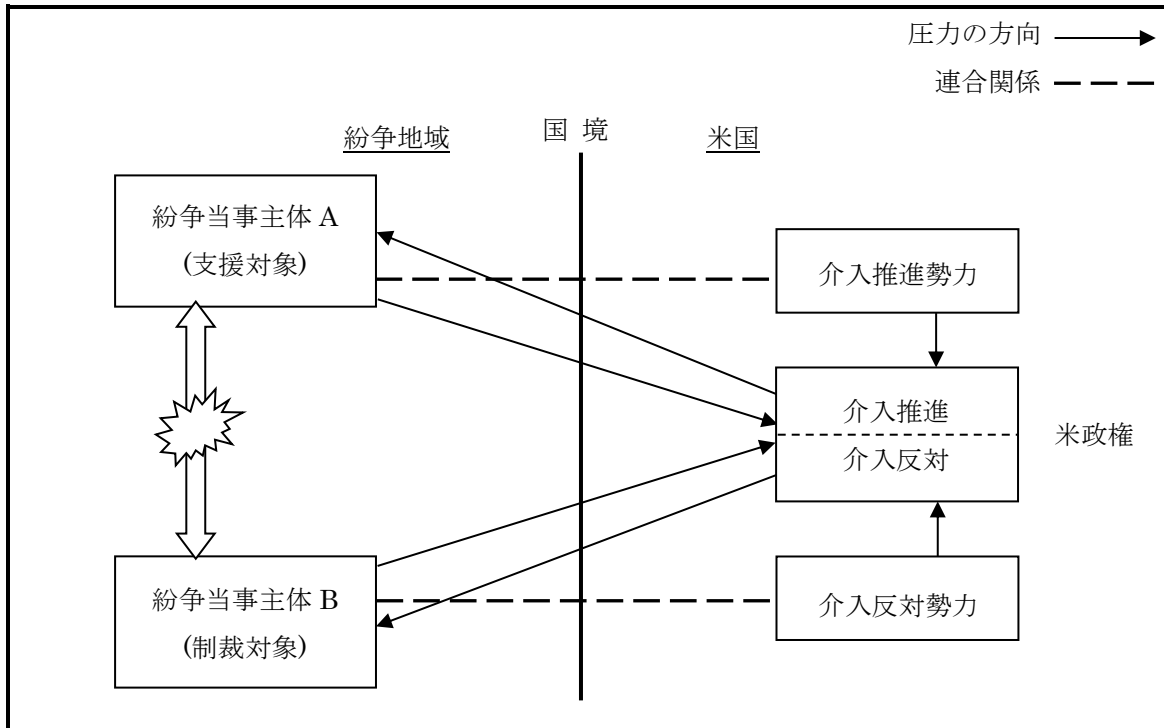 圧力の方向
連合関係
紛争地域
国 境
米国
紛争当事主体 A
(支援対象)
介入推進勢力
介入推進
介入反対
米政権
紛争当事主体 B
(制裁対象)
介入反対勢力